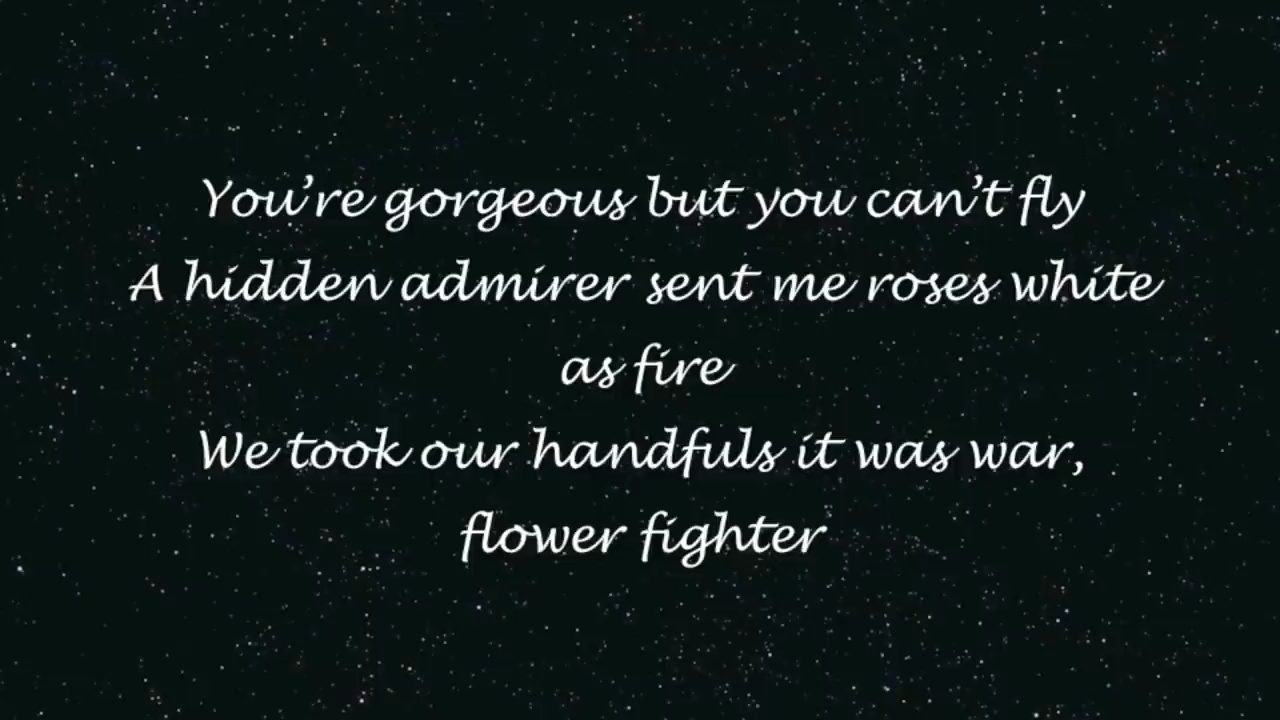 You’re gorgeous but you can’t fly
A hidden admirer sent me roses white
as fire
We took our handfuls it was war,
flower fighter